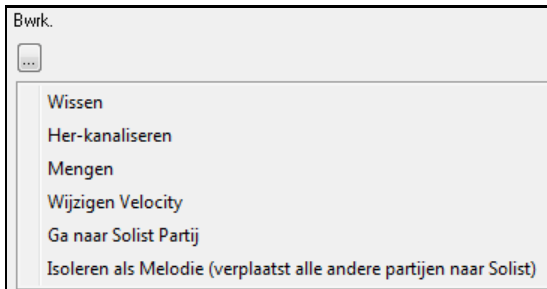 Bwrk.
...
Wissen
Her-kanaliseren
Mengen
Wijzigen Velocity
Ga naar Solist Partij
Isoleren als Melodie (verplaatst alle andere partijen naar Solist)